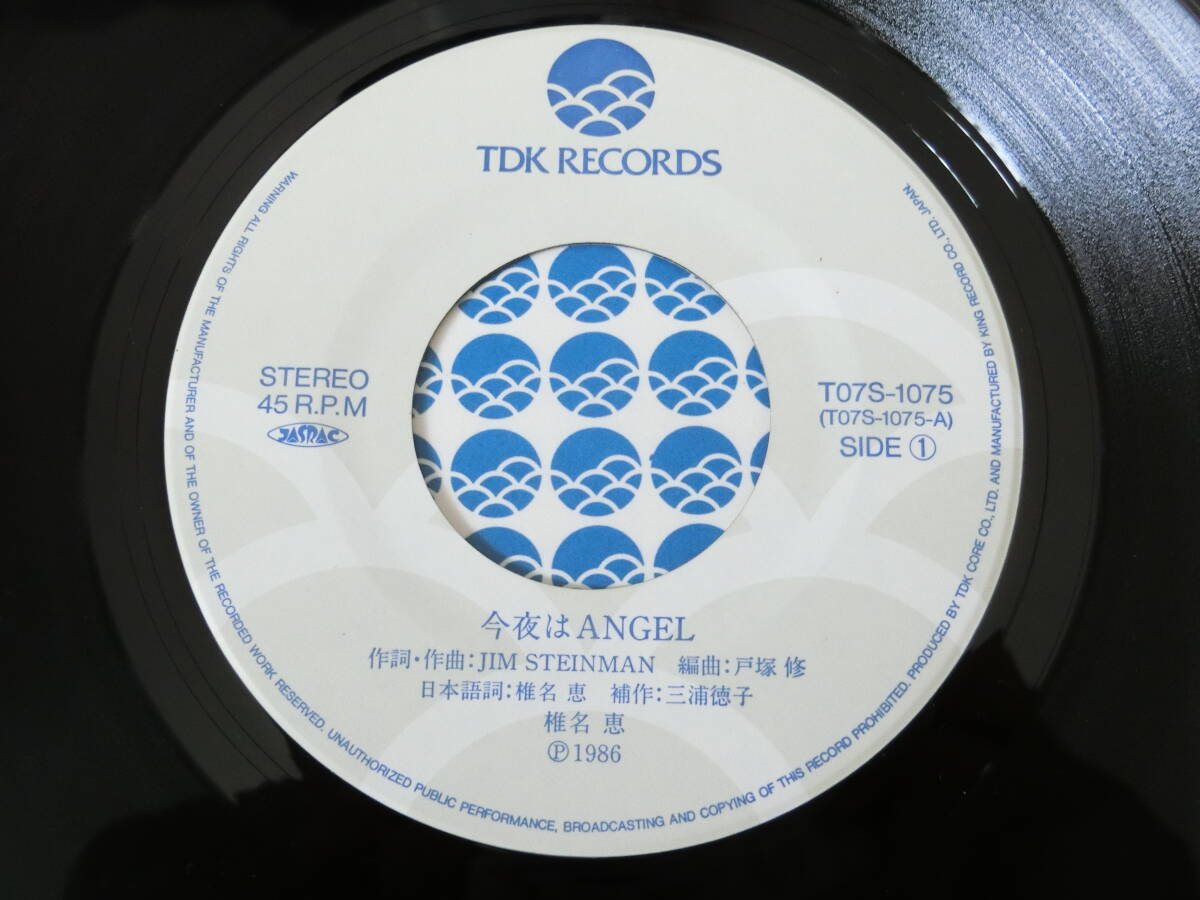 TDK RECORDS
STEREO
45 R.P.M
JASRAC
T07S-1075
(T07S-1075-A)
SIDE ①
今夜はANGEL
作詞・作曲：JIM STEINMAN 編曲：戸塚 修
日本語詞：椎名 恵 補作：三浦徳子
椎名 恵
Ⓟ1986
WARNING ALL RIGHTS OF THE MANUFACTURER AND OF THE OWNER OF THE RECORDED WORK RESERVED. UNAUTHORIZED PUBLIC PERFORMANCE, BROADCASTING AND COPYING OF THIS RECORD PROHIBITED. PRODUCED BY TDK CORE CO., LTD. AND MANUFACTURED BY KING RECORD CO., LTD. JAPAN.